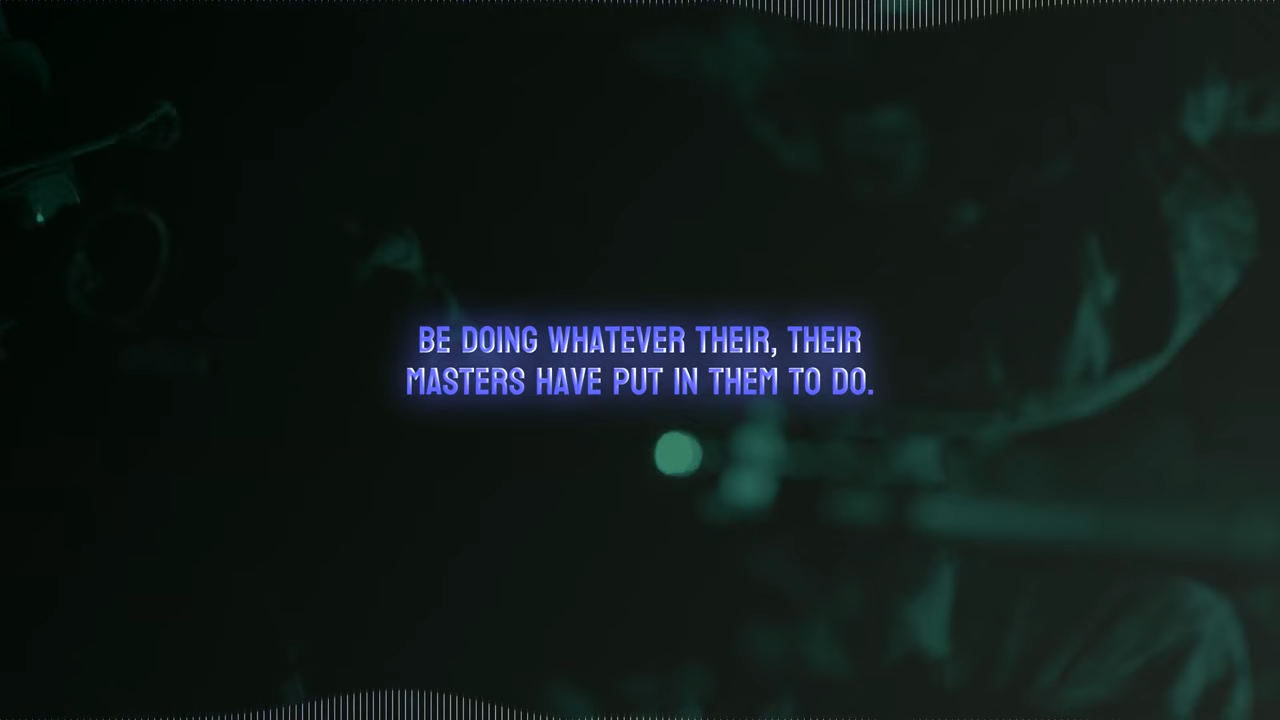 BE DOING WHATEVER THEIR, THEIR
MASTERS HAVE PUT IN THEM TO DO.